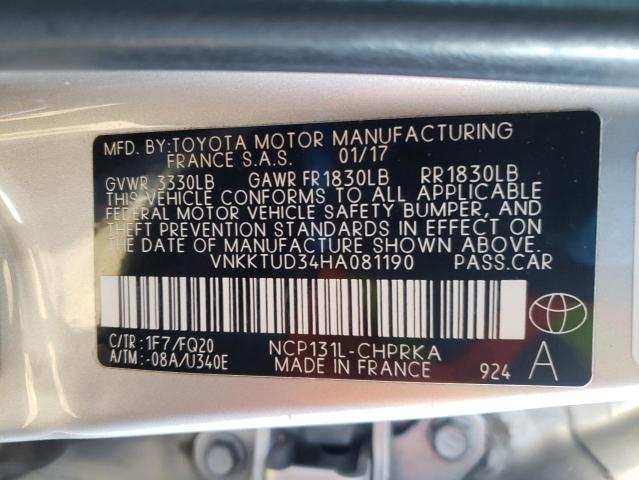 MFD. BY:TOYOTA MOTOR MANUFACTURING
FRANCE S.A.S. 01/17
GVWR 3330LB GAWR FR1830LB RR1830LB
THIS VEHICLE CONFORMS TO ALL APPLICABLE
FEDERAL MOTOR VEHICLE SAFETY BUMPER, AND
THEFT PREVENTION STANDARDS IN EFFECT ON
THE DATE OF MANUFACTURE SHOWN ABOVE.
VNKKTUD34HA081190 PASS.CAR
C/TR : 1F7/FQ20 NCP131L-CHPRKA
A/TM : -08A/U340E MADE IN FRANCE 924 A